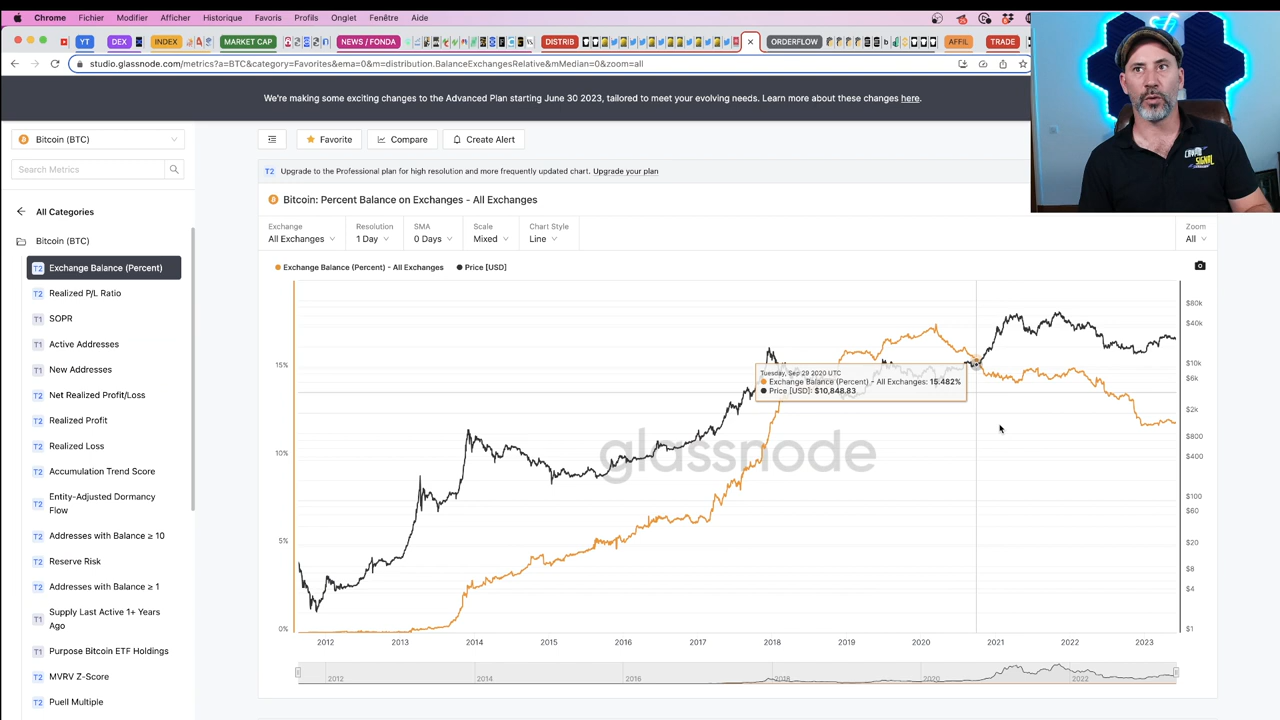 Chrome Fichier Modifier Afficher Historique Favoris Profils Onglet Fenêtre Aide
YT DEX INDEX MARKET CAP NEWS / FONDA DISTRIB ORDERFLOW AFFIL TRADE
studio.glassnode.com/metrics?a=BTC&category=Favorites&ema=0&m=distribution.BalanceExchangesRelative&mMedian=0&zoom=all
We're making some exciting changes to the Advanced Plan starting June 30 2023, tailored to meet your evolving needs. Learn more about these changes here.
Bitcoin (BTC)
Favorite Compare Create Alert
Search Metrics
T2 Upgrade to the Professional plan for high resolution and more frequently updated chart. Upgrade your plan
Bitcoin: Percent Balance on Exchanges - All Exchanges
All Categories
Exchange Resolution SMA Scale Chart Style Zoom
All Exchanges 1 Day 0 Days Mixed Line All
Bitcoin (BTC)
T2 Exchange Balance (Percent)
T2 Realized P/L Ratio
T1 SOPR
T1 Active Addresses
T1 New Addresses
T2 Net Realized Profit/Loss
T2 Realized Profit
T2 Realized Loss
T2 Accumulation Trend Score
T2 Entity-Adjusted Dormancy
Flow
T2 Addresses with Balance ≥ 10
T2 Reserve Risk
T2 Addresses with Balance ≥ 1
T1 Supply Last Active 1+ Years
Ago
T1 Purpose Bitcoin ETF Holdings
T2 MVRV Z-Score
T2 Puell Multiple
Exchange Balance (Percent) - All Exchanges Price [USD]
15%
10%
5%
0%
Tuesday, Sep 29 2020 UTC
Exchange Balance (Percent) - All Exchanges: 15.482%
Price [USD]: $10,848.83
glassnode
$80k
$40k
$10k
$6k
$2k
$800
$400
$100
$60
$20
$8
$4
$1
2012 2013 2014 2015 2016 2017 2018 2019 2020 2021 2022 2023
2012 2014 2016 2018 2020 2022